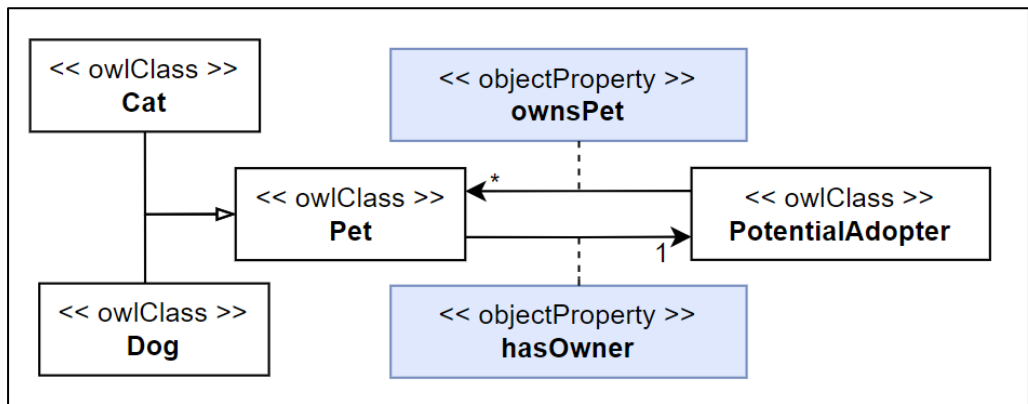 << owlClass >>
Cat
<< objectProperty >>
ownsPet
<< owlClass >>
Pet
*
<< owlClass >>
PotentialAdopter
1
<< owlClass >>
Dog
<< objectProperty >>
hasOwner